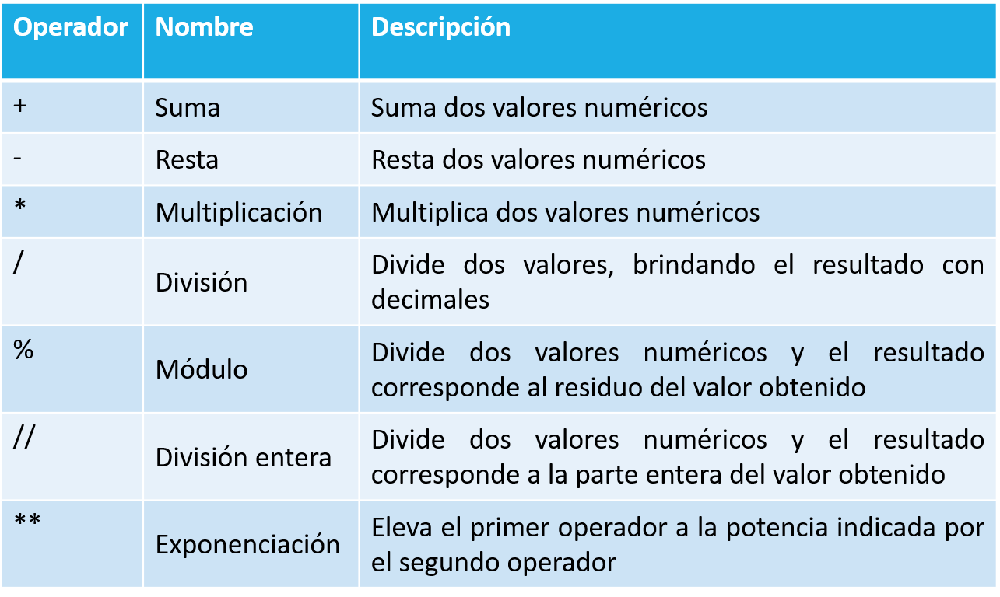 Operador Nombre Descripción
+ Suma Suma dos valores numéricos
- Resta Resta dos valores numéricos
* Multiplicación Multiplica dos valores numéricos
/ División Divide dos valores, brindando el resultado con
decimales
% Módulo Divide dos valores numéricos y el resultado
corresponde al residuo del valor obtenido
// División entera Divide dos valores numéricos y el resultado
corresponde a la parte entera del valor obtenido
** Exponenciación Eleva el primer operador a la potencia indicada por
el segundo operador